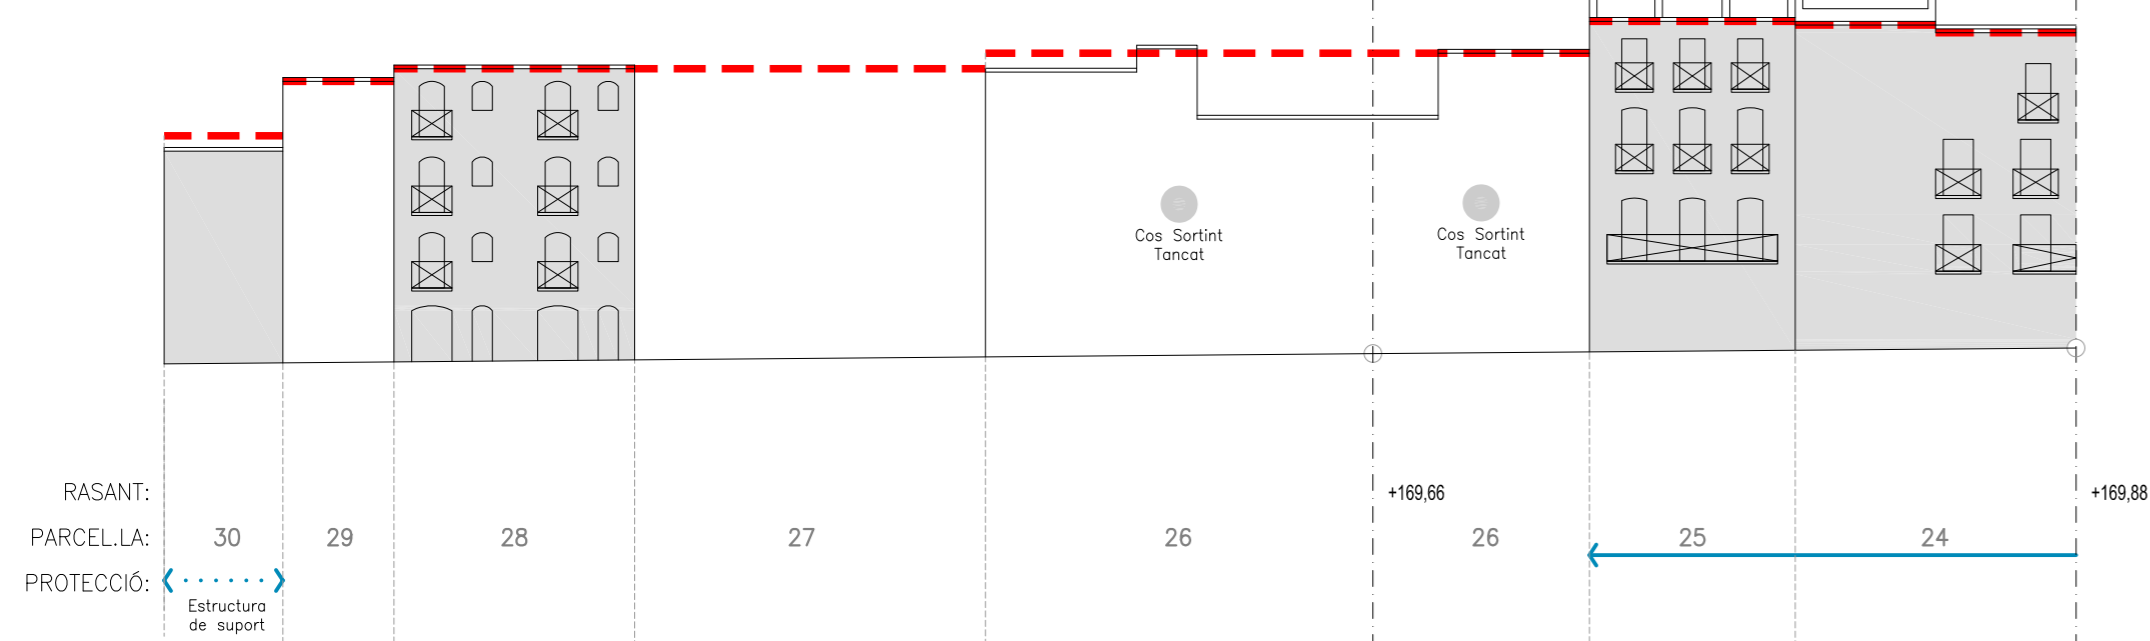 Cos Sortint
Tancat
Cos Sortint
Tancat
RASANT: +169,66 +169,88
PARCEL.LA: 30 29 28 27 26 26 25 24
PROTECCIÓ:
Estructura
de suport